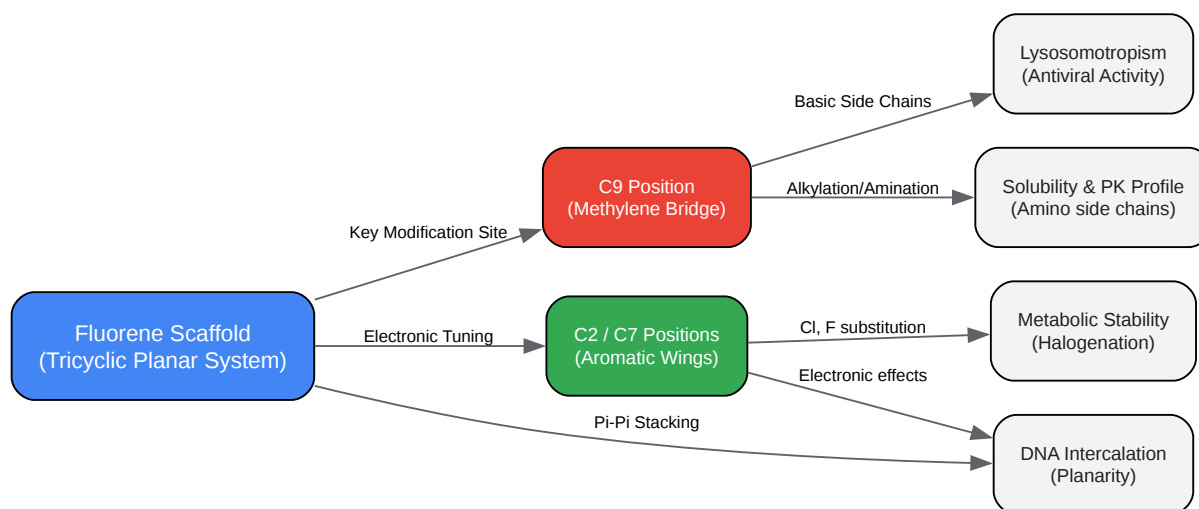 Lysosomotropism
(Antiviral Activity)
Basic Side Chains
C9 Position
(Methylene Bridge)
Alkylation/Amination
Solubility & PK Profile
(Amino side chains)
Key Modification Site
Fluorene Scaffold
(Tricyclic Planar System)
Electronic Tuning
C2 / C7 Positions
(Aromatic Wings)
Cl, F substitution
Metabolic Stability
(Halogenation)
Electronic effects
Pi-Pi Stacking
DNA Intercalation
(Planarity)